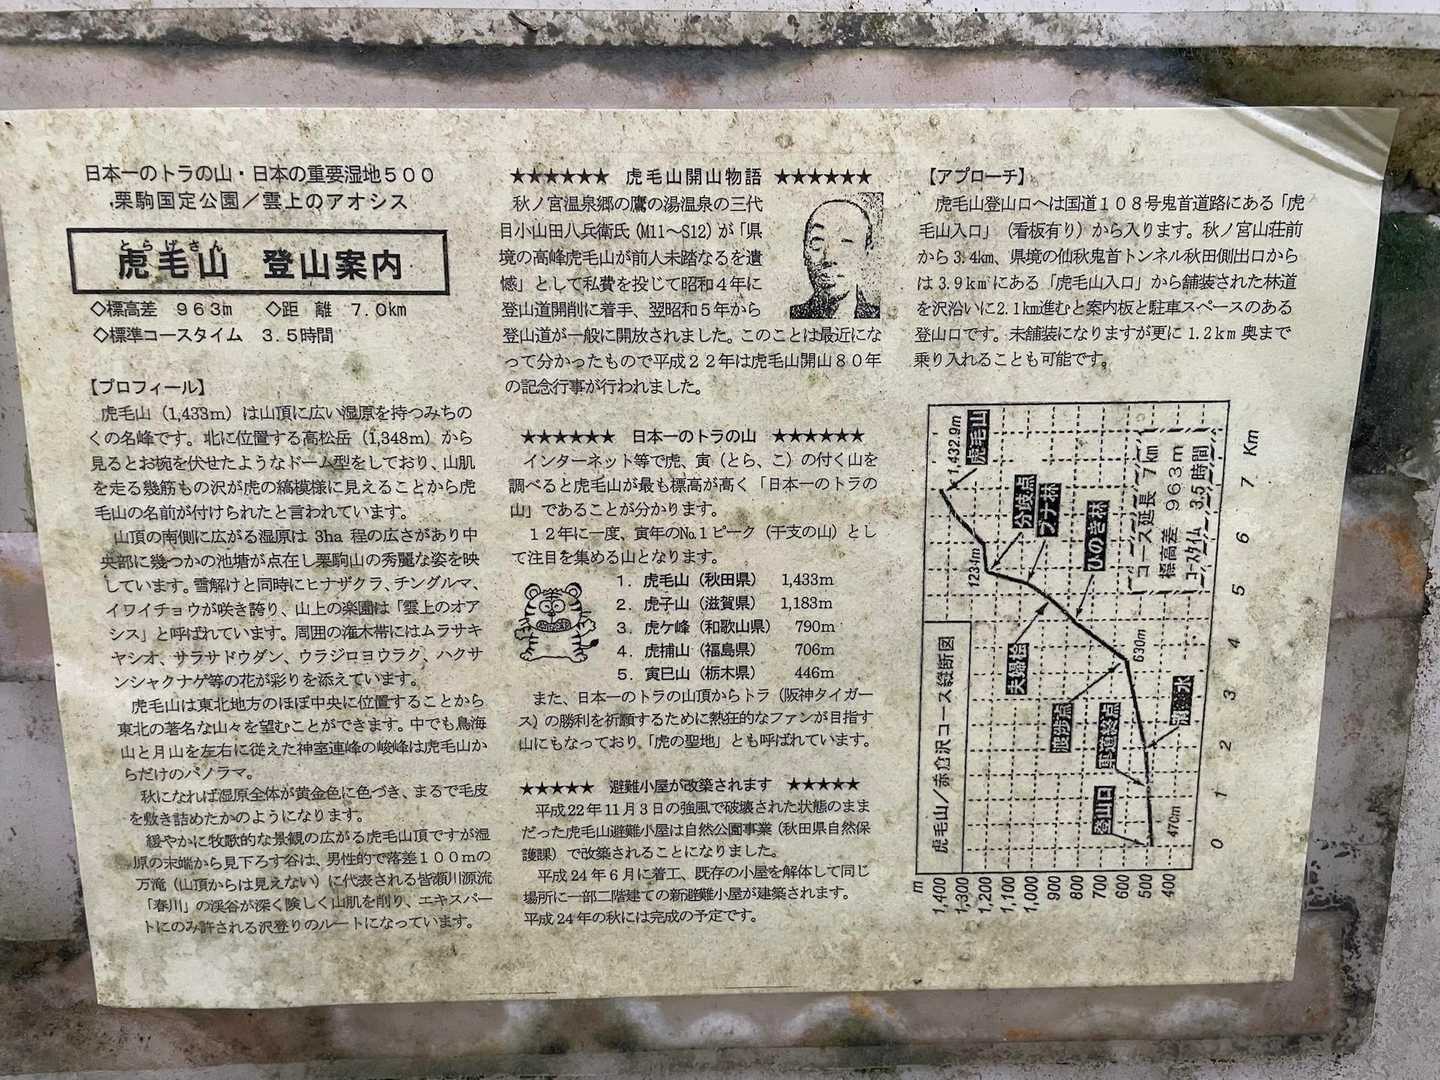 日本一のトラの山・日本の重要湿地500
栗駒国定公園／雲上のアオシス
とらげさん
虎毛山 登山案内
◇標高差 963m ◇距 離 7.0km
◇標準コースタイム 3.5時間
【プロフィール】
虎毛山（1,433m）は山頂に広い湿原を持つみちの
くの名峰です。北に位置する高松岳（1,348m）から
見るとお椀を伏せたようなドーム型をしており、山肌
を走る幾筋もの沢が虎の縞模様に見えることから虎
毛山の名前が付けられたと言われています。
山頂の南側に広がる湿原は 3ha 程の広さがあり中
央部に幾つかの池塘が点在し栗駒山の秀麗な姿を映
しています。雪解けと同時にヒナザクラ、チングルマ、
イワイチョウが咲き誇り、山上の楽園は「雲上のオア
シス」と呼ばれています。周囲の潅木帯にはムラサキ
ヤシオ、サラサドウダン、ウラジロヨウラク、ハクサ
ンシャクナゲ等の花が彩りを添えています。
虎毛山は東北地方のほぼ中央に位置することから
東北の著名な山々を望むことができます。中でも鳥海
山と月山を左右に従えた神室連峰の峻峰は虎毛山か
らだけのパノラマ。
秋になれば湿原全体が黄金色に色づき、まるで毛皮
を敷き詰めたかのようになります。
緩やかに牧歌的な景観の広がる虎毛山頂ですが湿
原の末端から見下ろす谷は、男性的で落差100mの
万滝（山頂からは見えない）に代表される皆瀬川源流
「春川」の渓谷が深く険しく山肌を削り、エキスパー
トにのみ許される沢登りのルートになっています。
★★★★★★ 虎毛山開山物語 ★★★★★★
秋ノ宮温泉郷の鷹の湯温泉の三代
目小山田八兵衛氏（M11～S12）が「県
境の高峰虎毛山が前人未踏なるを遺
憾」として私費を投じて昭和4年に
登山道開削に着手、翌昭和5年から
登山道が一般に開放されました。このことは最近にな
って分かったもので平成22年は虎毛山開山80年
の記念行事が行われました。
★★★★★★ 日本一のトラの山 ★★★★★★
インターネット等で虎、寅（とら、こ）の付く山を
調べると虎毛山が最も標高が高く「日本一のトラの
山」であることが分かります。
12年に一度、寅年の№1ピーク（干支の山）とし
て注目を集める山となります。
1．虎毛山（秋田県） 1,433m
2．虎子山（滋賀県） 1,183m
3．虎ケ峰（和歌山県） 790m
4．虎捕山（福島県） 706m
5．寅巳山（栃木県） 446m
また、日本一のトラの山頂からトラ（阪神タイガー
ス）の勝利を祈願するために熱狂的なファンが目指す
山にもなっており、「虎の聖地」とも呼ばれています。
★★★★★ 避難小屋が改築されます ★★★★★
平成22年11月3日の強風で破壊された状態のまま
だった虎毛山避難小屋は自然公園事業（秋田県自然保
護課）で改築されることになりました。
平成24年6月に着工、既存の小屋を解体して同じ
場所に一部二階建ての新避難小屋が建築されます。
平成24年の秋には完成の予定です。
【アプローチ】
虎毛山登山口へは国道108号鬼首道路にある「虎
毛山入口」（看板有り）から入ります。秋ノ宮山荘前
から3.4km、県境の仙秋鬼首トンネル秋田側出口から
は3.9kmにある「虎毛山入口」から舗装された林道
を沢沿いに2.1km進むと案内板と駐車スペースのある
登山口です。未舗装になりますが更に1.2km奥まで
乗り入れることも可能です。
虎毛山／赤倉沢コース縦断図
コース延長 7km
標高差 963m
コースタイム 3.5時間
m
1,400
1,300
1,200
1,100
1,000
900
800
700
600
500
400
0
1
2
3
4
5
6
7
Km
登山口
470m
車道終点
渡渉点
630m
夫婦桧
ひのき林
ブナ林
分岐点
1234m
1,432.9m
虎毛山